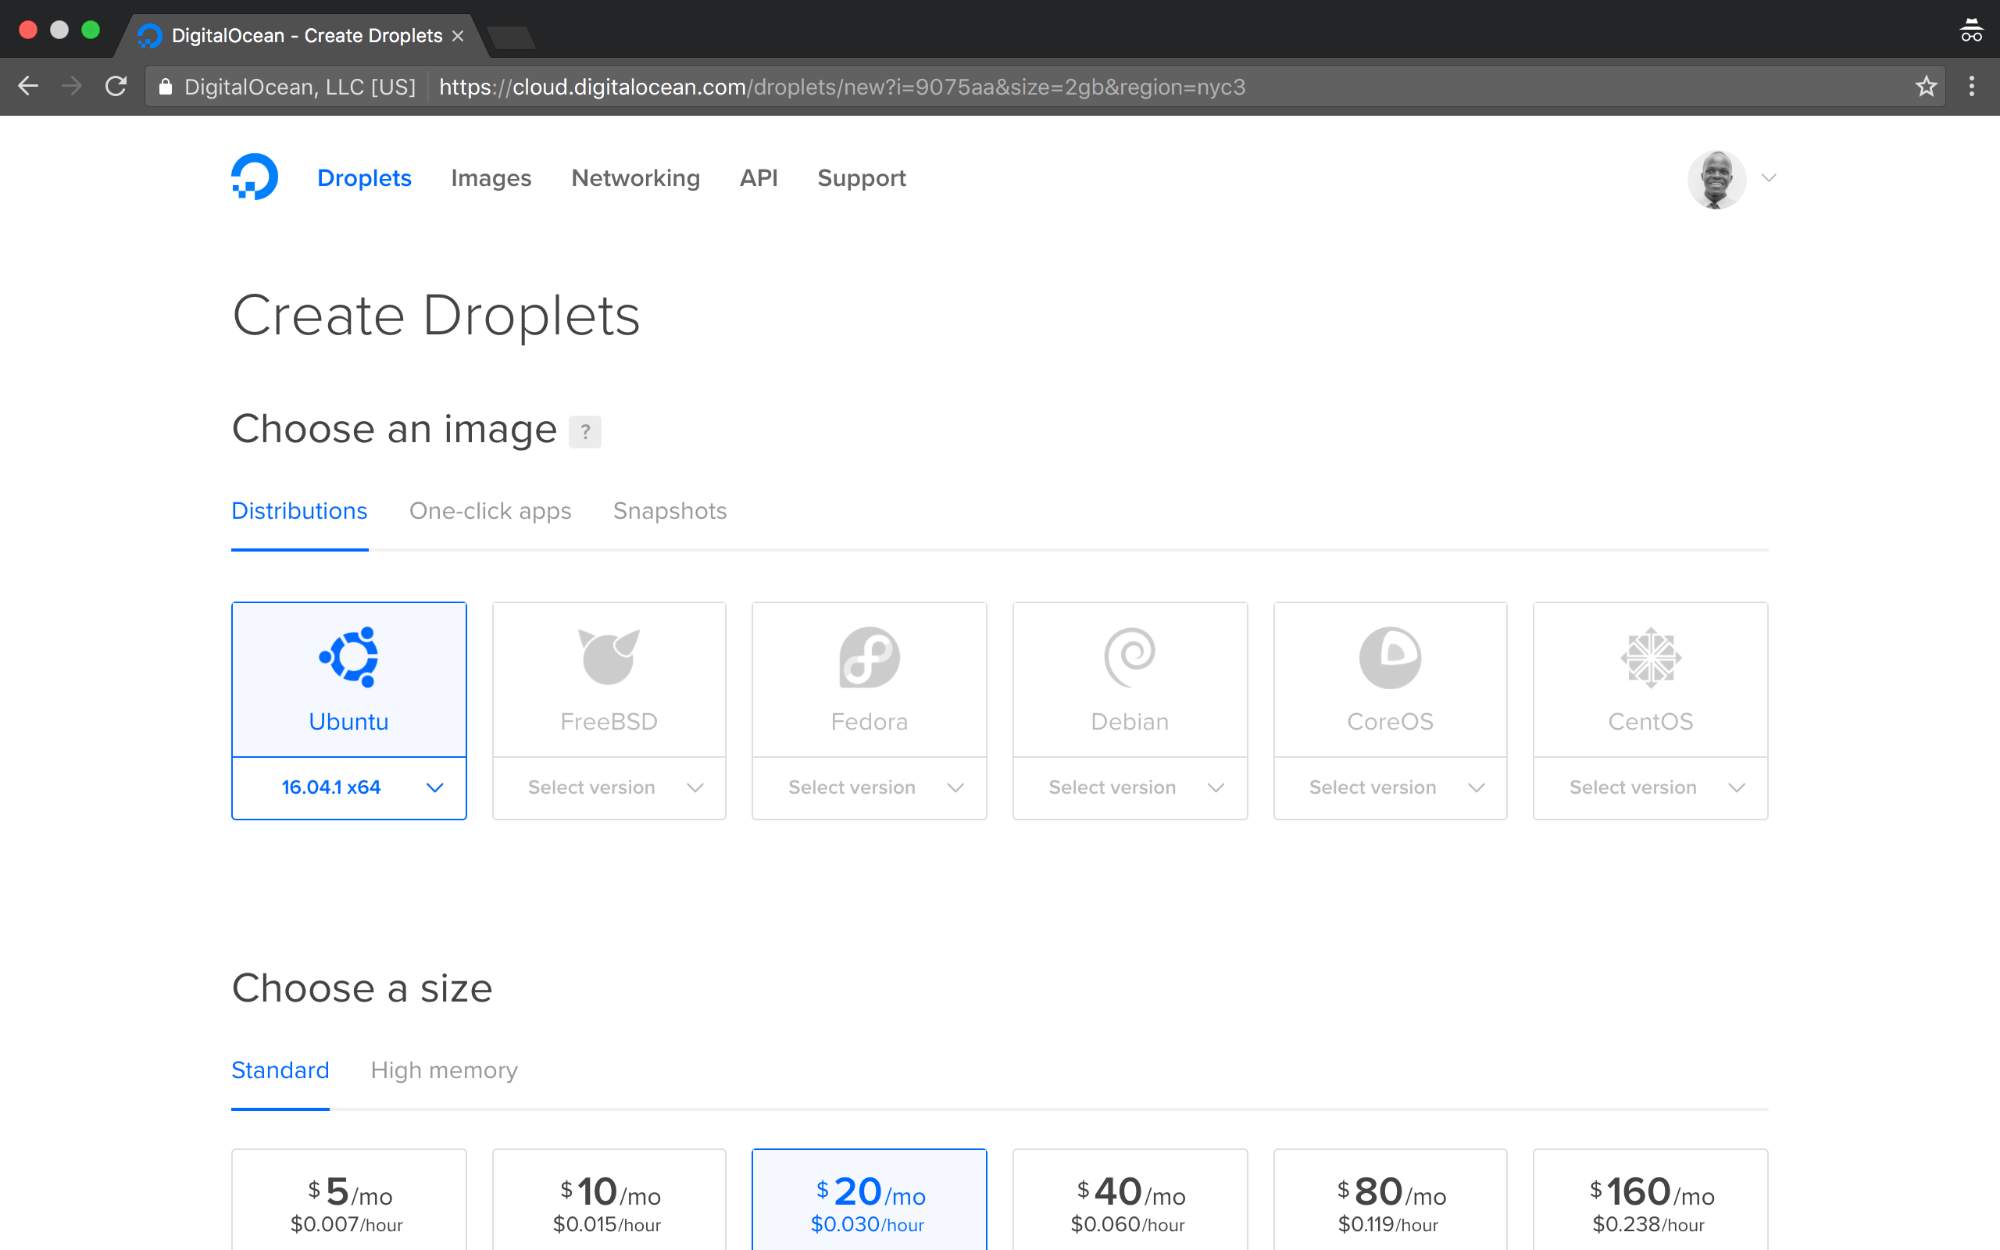 DigitalOcean - Create Droplets
DigitalOcean, LLC [US] https://cloud.digitalocean.com/droplets/new?i=9075aa&size=2gb&region=nyc3
Droplets Images Networking API Support
Create Droplets
Choose an image ?
Distributions One-click apps Snapshots
Ubuntu FreeBSD Fedora Debian CoreOS CentOS
16.04.1 x64 Select version Select version Select version Select version Select version
Choose a size
Standard High memory
$5/mo $10/mo $20/mo $40/mo $80/mo $160/mo
$0.007/hour $0.015/hour $0.030/hour $0.060/hour $0.119/hour $0.238/hour